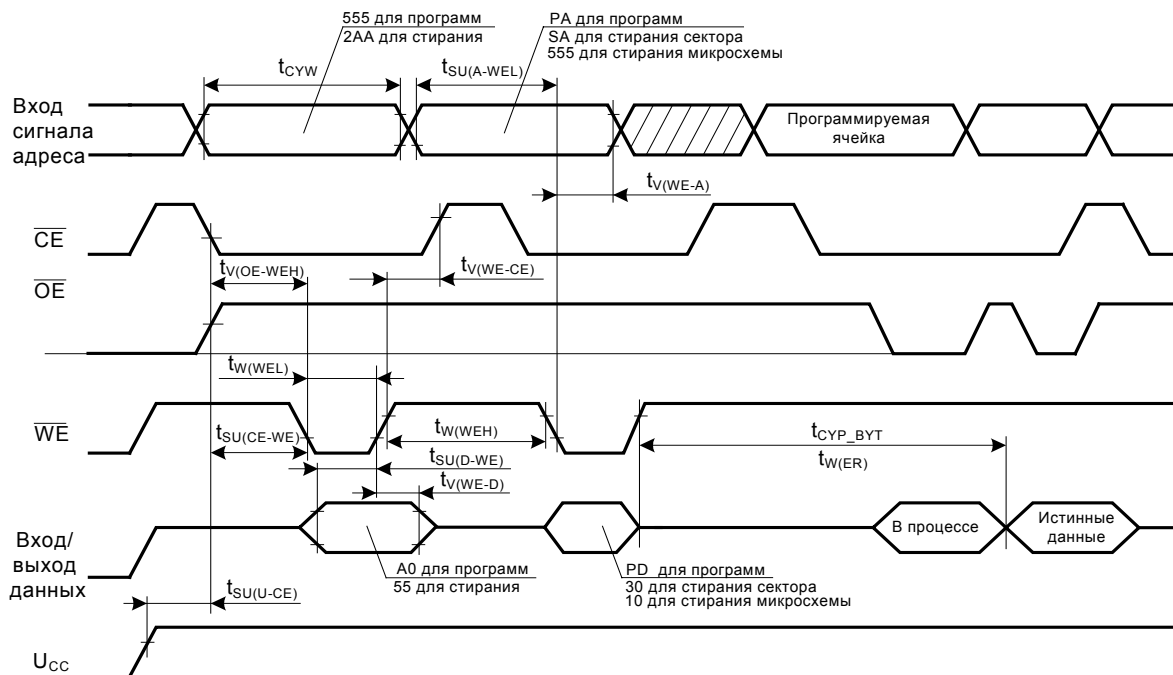 555 для программ
2AA для стирания
PA для программ
SA для стирания сектора
555 для стирания микросхемы
tCYW
tSU(A-WEL)
Вход
сигнала
адреса
Программируемая
ячейка
tV(WE-A)
CE
tV(OE-WEH)
tV(WE-CE)
OE
tW(WEL)
WE
tSU(CE-WE)
tW(WEH)
tCYP_BYT
tSU(D-WE)
tW(ER)
tV(WE-D)
Вход/
выход
данных
В процессе
Истинные
данные
A0 для программ
55 для стирания
PD для программ
30 для стирания сектора
10 для стирания микросхемы
tSU(U-CE)
UCC